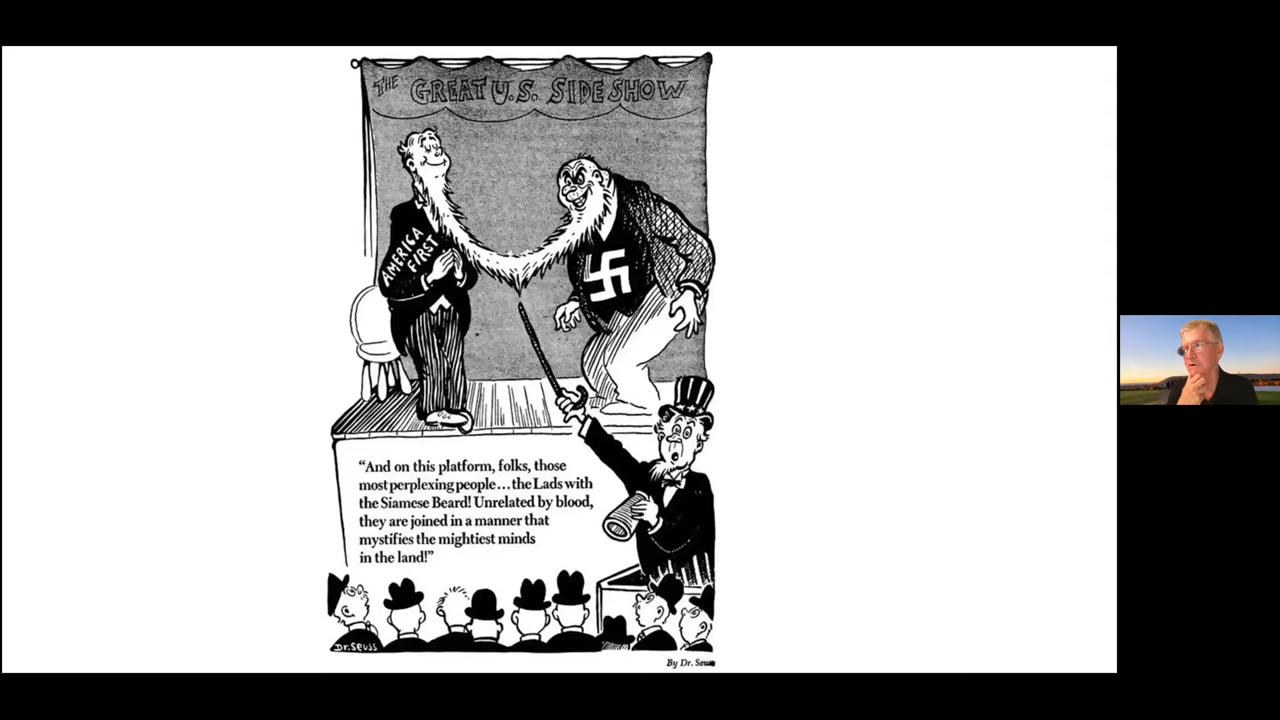 THE GREAT U.S. SIDE SHOW
AMERICA
FIRST
“And on this platform, folks, those
most perplexing people...the Lads with
the Siamese Beard! Unrelated by blood,
they are joined in a manner that
mystifies the mightiest minds
in the land!”
DR. SEUSS
By Dr. Seuss